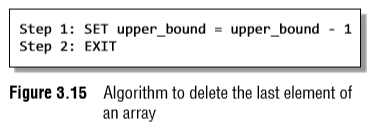 Step 1: SET upper_bound = upper_bound - 1
Step 2: EXIT
Figure 3.15 Algorithm to delete the last element of
an array